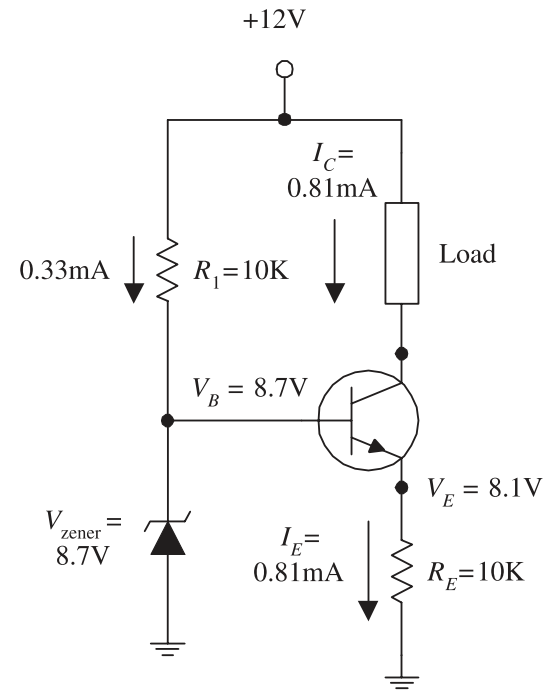 +12V
I_C=
0.81mA
Load
0.33mA
R_1=10K
V_B = 8.7V
V_E = 8.1V
V_zener =
8.7V
I_E=
0.81mA
R_E=10K